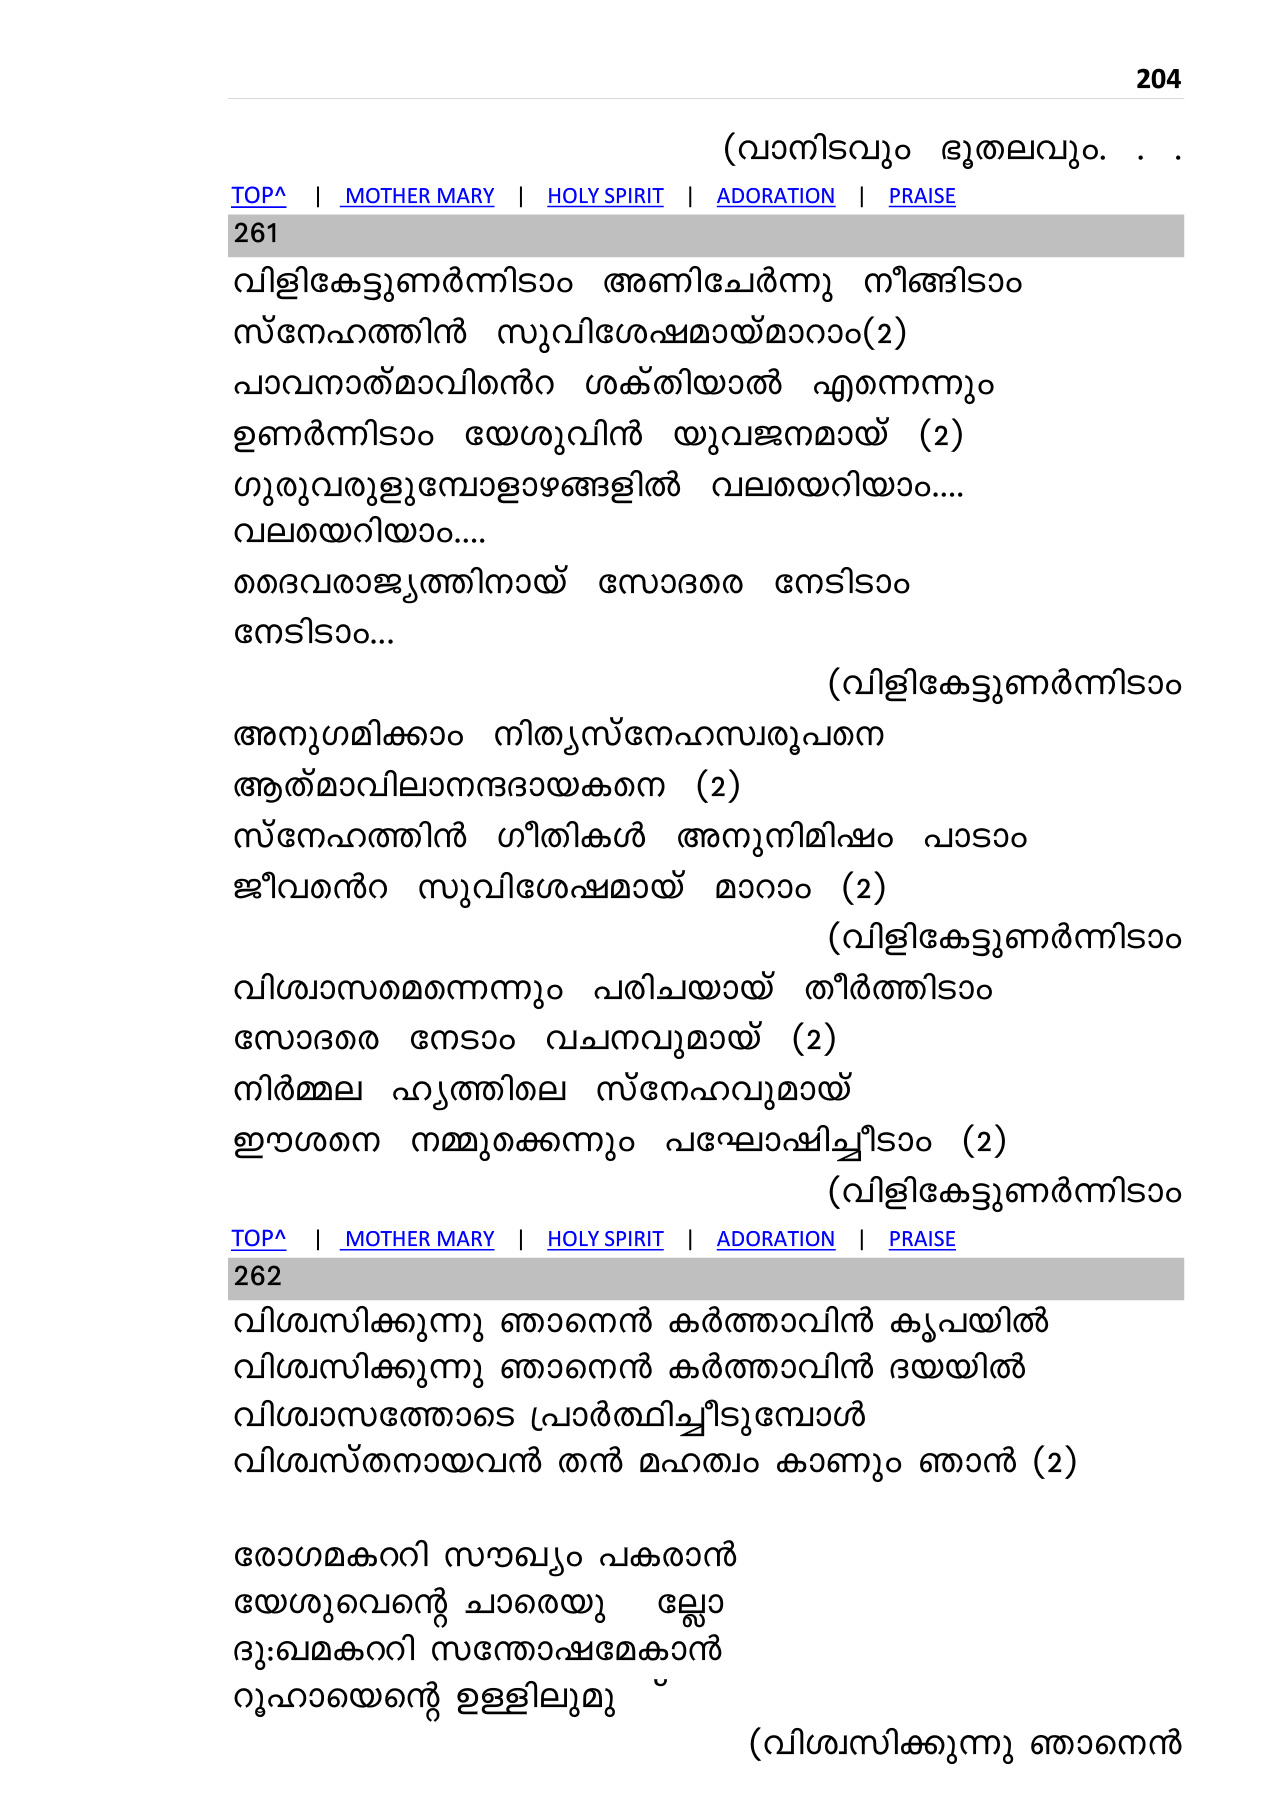 204
(വാനിടവും ഭൂതലവും. . .
TOP^ | MOTHER MARY | HOLY SPIRIT | ADORATION | PRAISE
261
വിളികേട്ടുണർന്നിടാം അണിചേർന്നു നീങ്ങിടാം
സ്നേഹത്തിൻ സുവിശേഷമായ്മാറാം(2)
പാവനാത്മാവിൻെറ ശക്തിയാൽ എന്നെന്നും
ഉണർന്നിടാം യേശുവിൻ യുവജനമായ് (2)
ഗുരുവരുളുമ്പോളാഴങ്ങളിൽ വലയെറിയാം....
വലയെറിയാം....
ദൈവരാജ്യത്തിനായ് സോദരെ നേടിടാം
നേടിടാം...
(വിളികേട്ടുണർന്നിടാം
അനുഗമിക്കാം നിത്യസ്നേഹസ്വരൂപനെ
ആത്മാവിലാനന്ദദായകനെ (2)
സ്നേഹത്തിൻ ഗീതികൾ അനുനിമിഷം പാടാം
ജീവൻെറ സുവിശേഷമായ് മാറാം (2)
(വിളികേട്ടുണർന്നിടാം
വിശ്വാസമെന്നെന്നും പരിചയായ് തീർത്തിടാം
സോദരെ നേടാം വചനവുമായ് (2)
നിർമ്മല ഹ്യത്തിലെ സ്നേഹവുമായ്
ഈശനെ നമ്മുക്കെന്നും പഘോഷിച്ചീടാം (2)
(വിളികേട്ടുണർന്നിടാം
TOP^ | MOTHER MARY | HOLY SPIRIT | ADORATION | PRAISE
262
വിശ്വസിക്കുന്നു ഞാനെൻ കർത്താവിൻ കൃപയിൽ
വിശ്വസിക്കുന്നു ഞാനെൻ കർത്താവിൻ ദയയിൽ
വിശ്വാസത്തോടെ പ്രാർത്ഥിച്ചീടുമ്പോൾ
വിശ്വസ്തനായവൻ തൻ മഹത്വം കാണും ഞാൻ (2)
രോഗമകററി സൗഖ്യം പകരാൻ
യേശുവെന്റെ ചാരെയു ല്ലോ
ദു:ഖമകററി സന്തോഷമേകാൻ
റൂഹായെന്റെ ഉള്ളിലുമു ്
(വിശ്വസിക്കുന്നു ഞാനെൻ